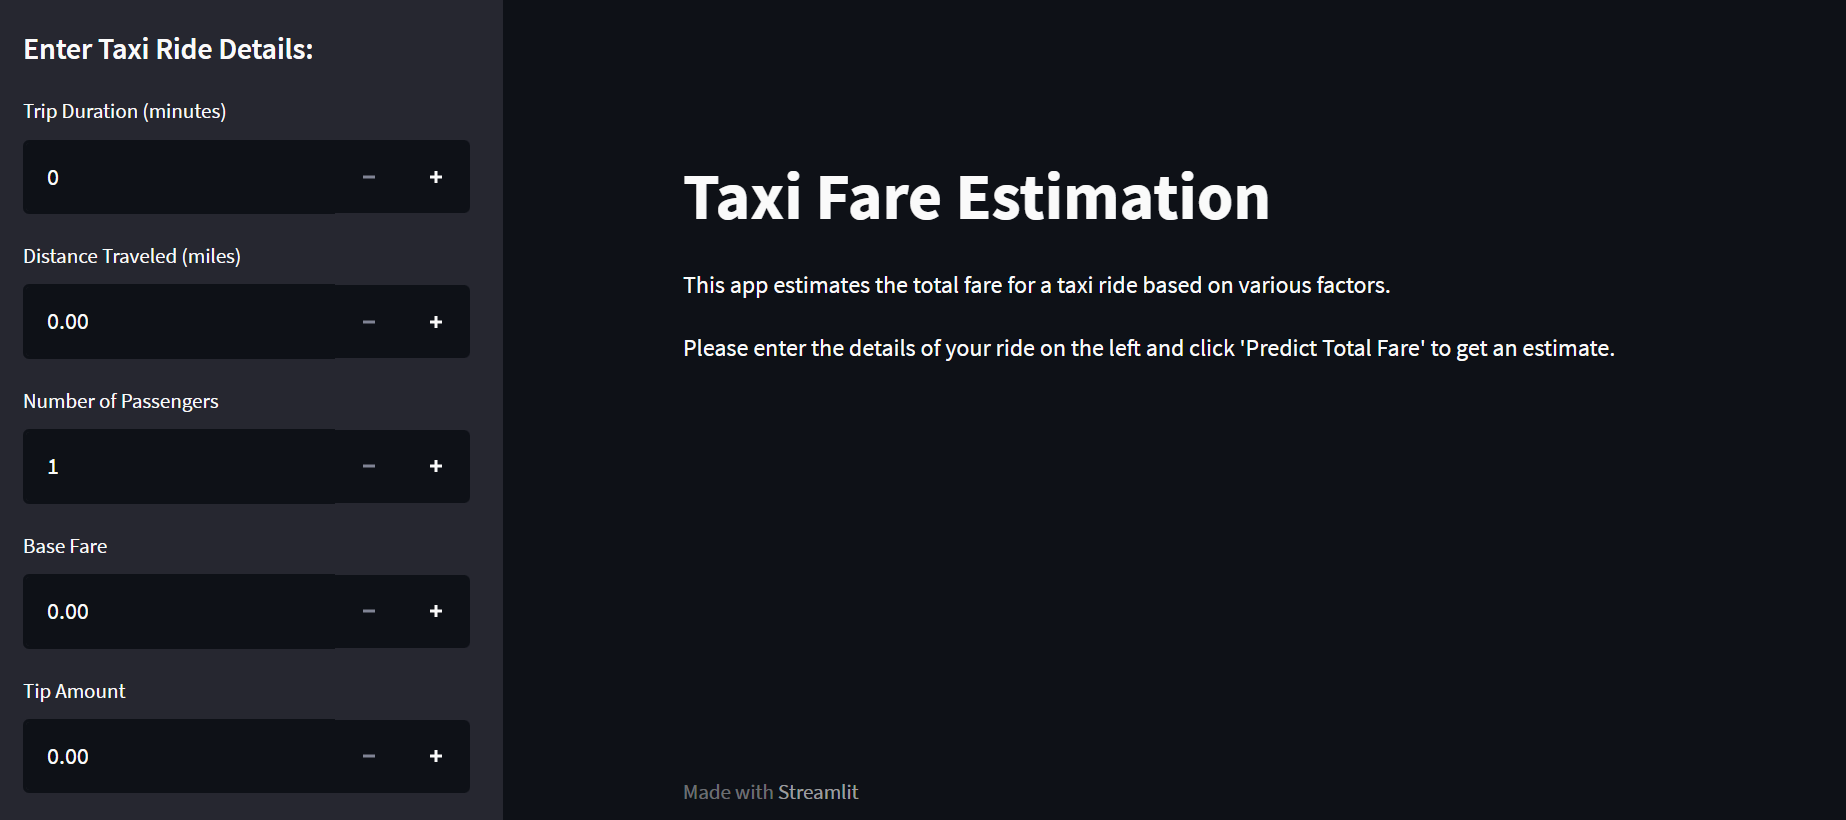 Enter Taxi Ride Details:
Trip Duration (minutes)
0
Distance Traveled (miles)
0.00
Number of Passengers
1
Base Fare
0.00
Tip Amount
0.00
Taxi Fare Estimation
This app estimates the total fare for a taxi ride based on various factors.
Please enter the details of your ride on the left and click 'Predict Total Fare' to get an estimate.
Made with Streamlit